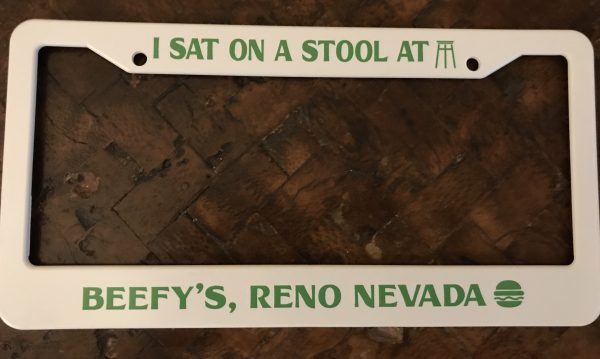 I SAT ON A STOOL AT
BEEFY'S, RENO NEVADA